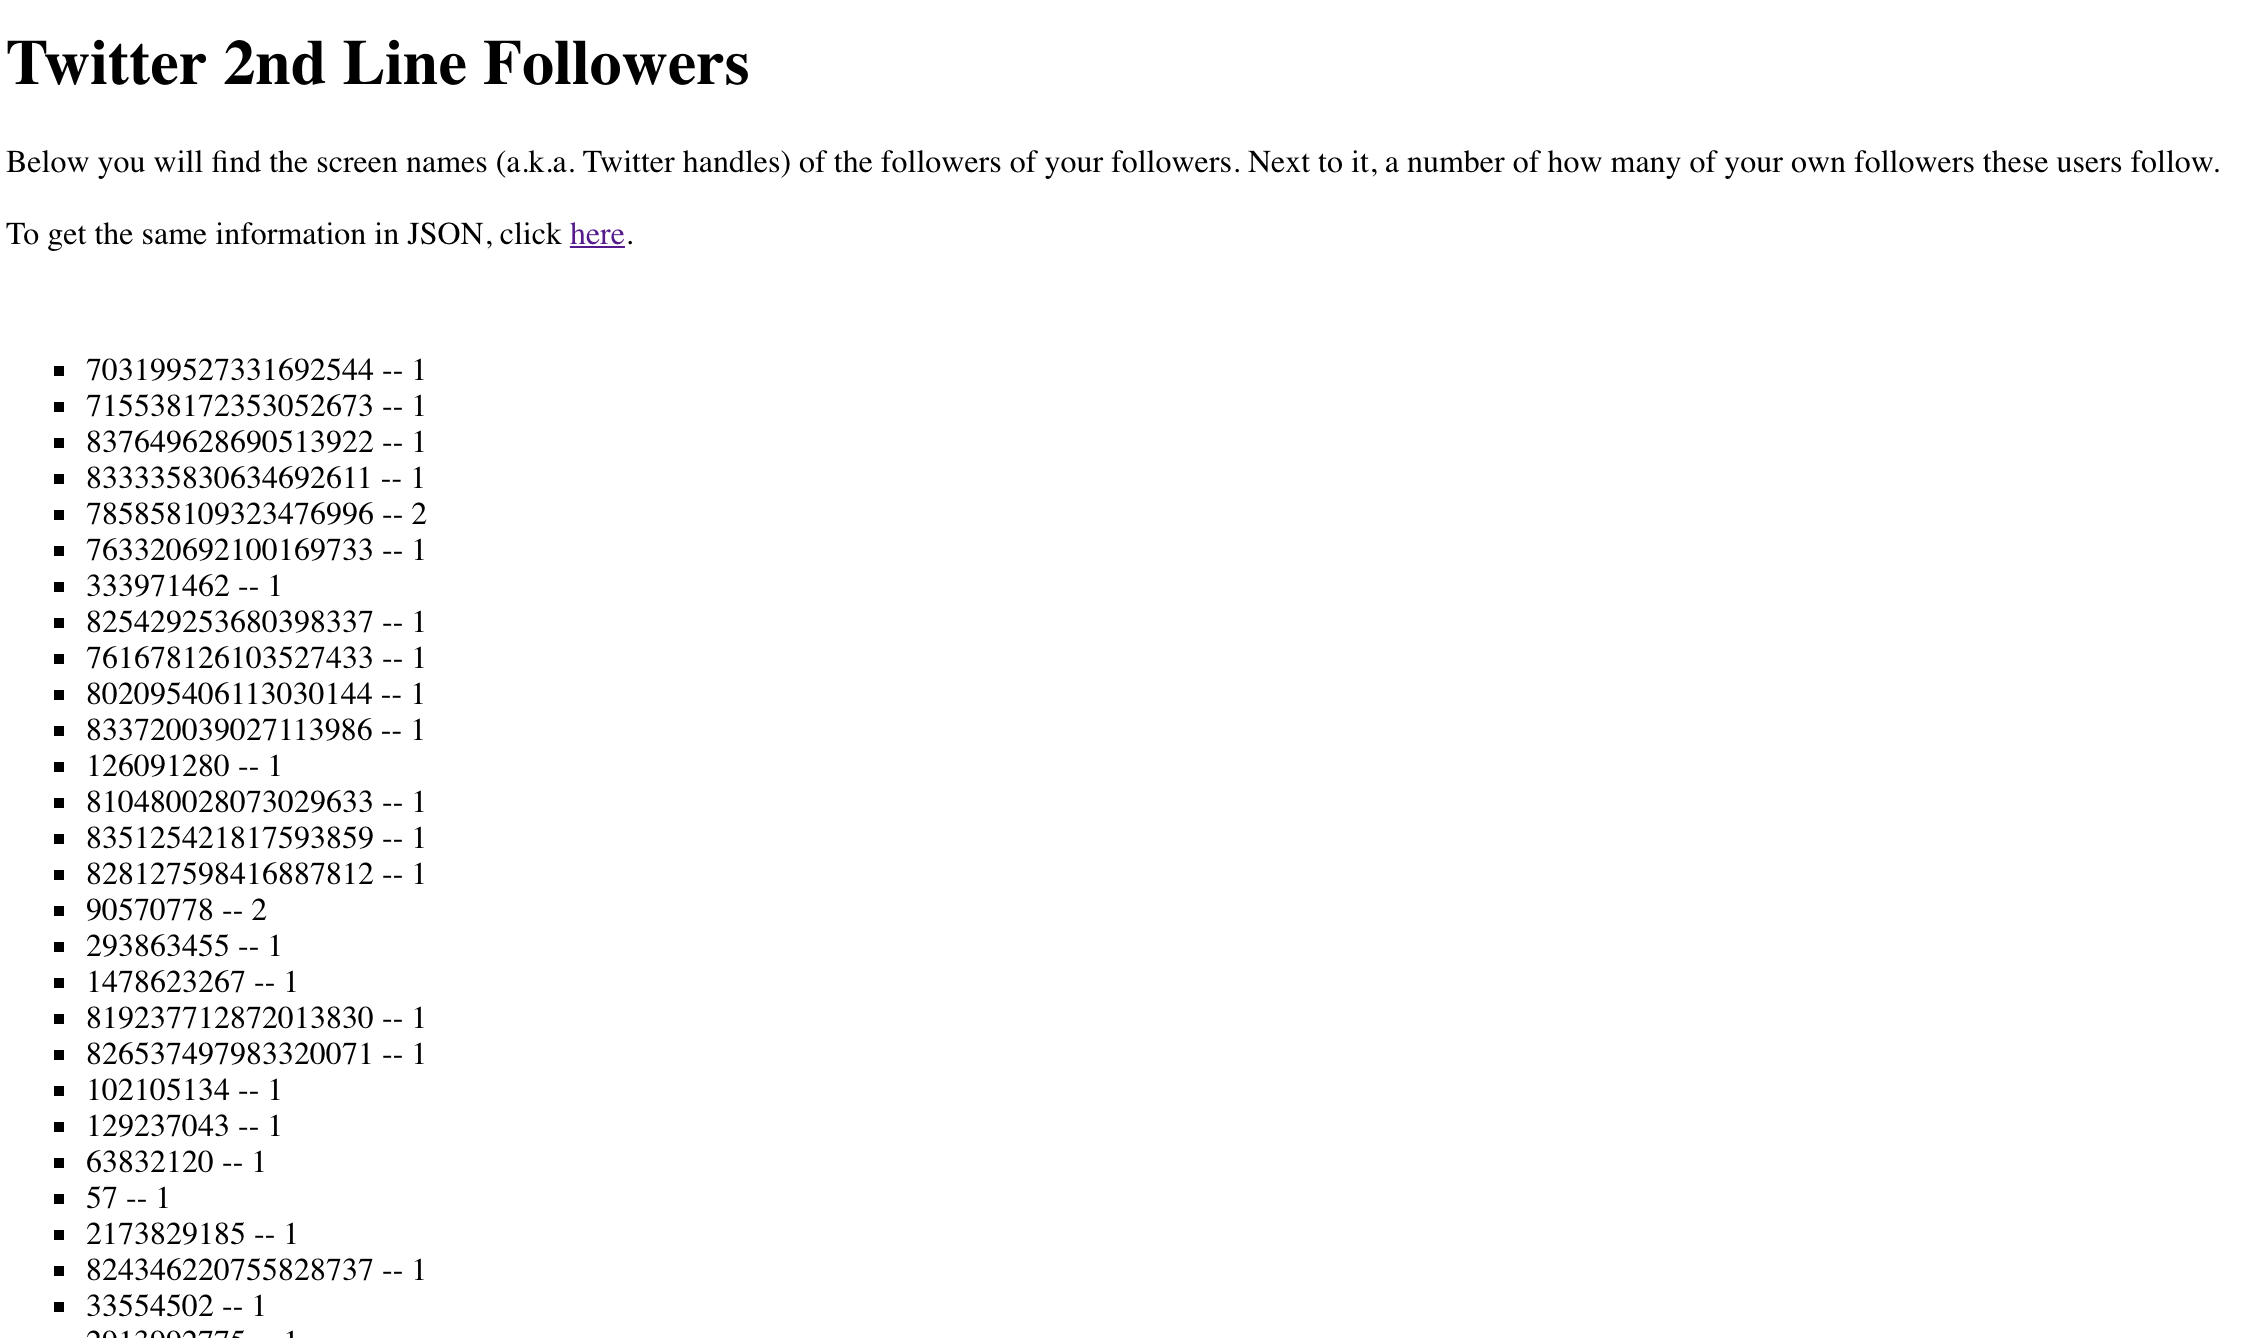 Twitter 2nd Line Followers
Below you will find the screen names (a.k.a. Twitter handles) of the followers of your followers. Next to it, a number of how many of your own followers these users follow.
To get the same information in JSON, click here.
703199527331692544 -- 1
715538172353052673 -- 1
837649628690513922 -- 1
833335830634692611 -- 1
785858109323476996 -- 2
763320692100169733 -- 1
333971462 -- 1
825429253680398337 -- 1
761678126103527433 -- 1
802095406113030144 -- 1
833720039027113986 -- 1
126091280 -- 1
810480028073029633 -- 1
835125421817593859 -- 1
828127598416887812 -- 1
90570778 -- 2
293863455 -- 1
1478623267 -- 1
819237712872013830 -- 1
826537497983320071 -- 1
102105134 -- 1
129237043 -- 1
63832120 -- 1
57 -- 1
2173829185 -- 1
824346220755828737 -- 1
33554502 -- 1